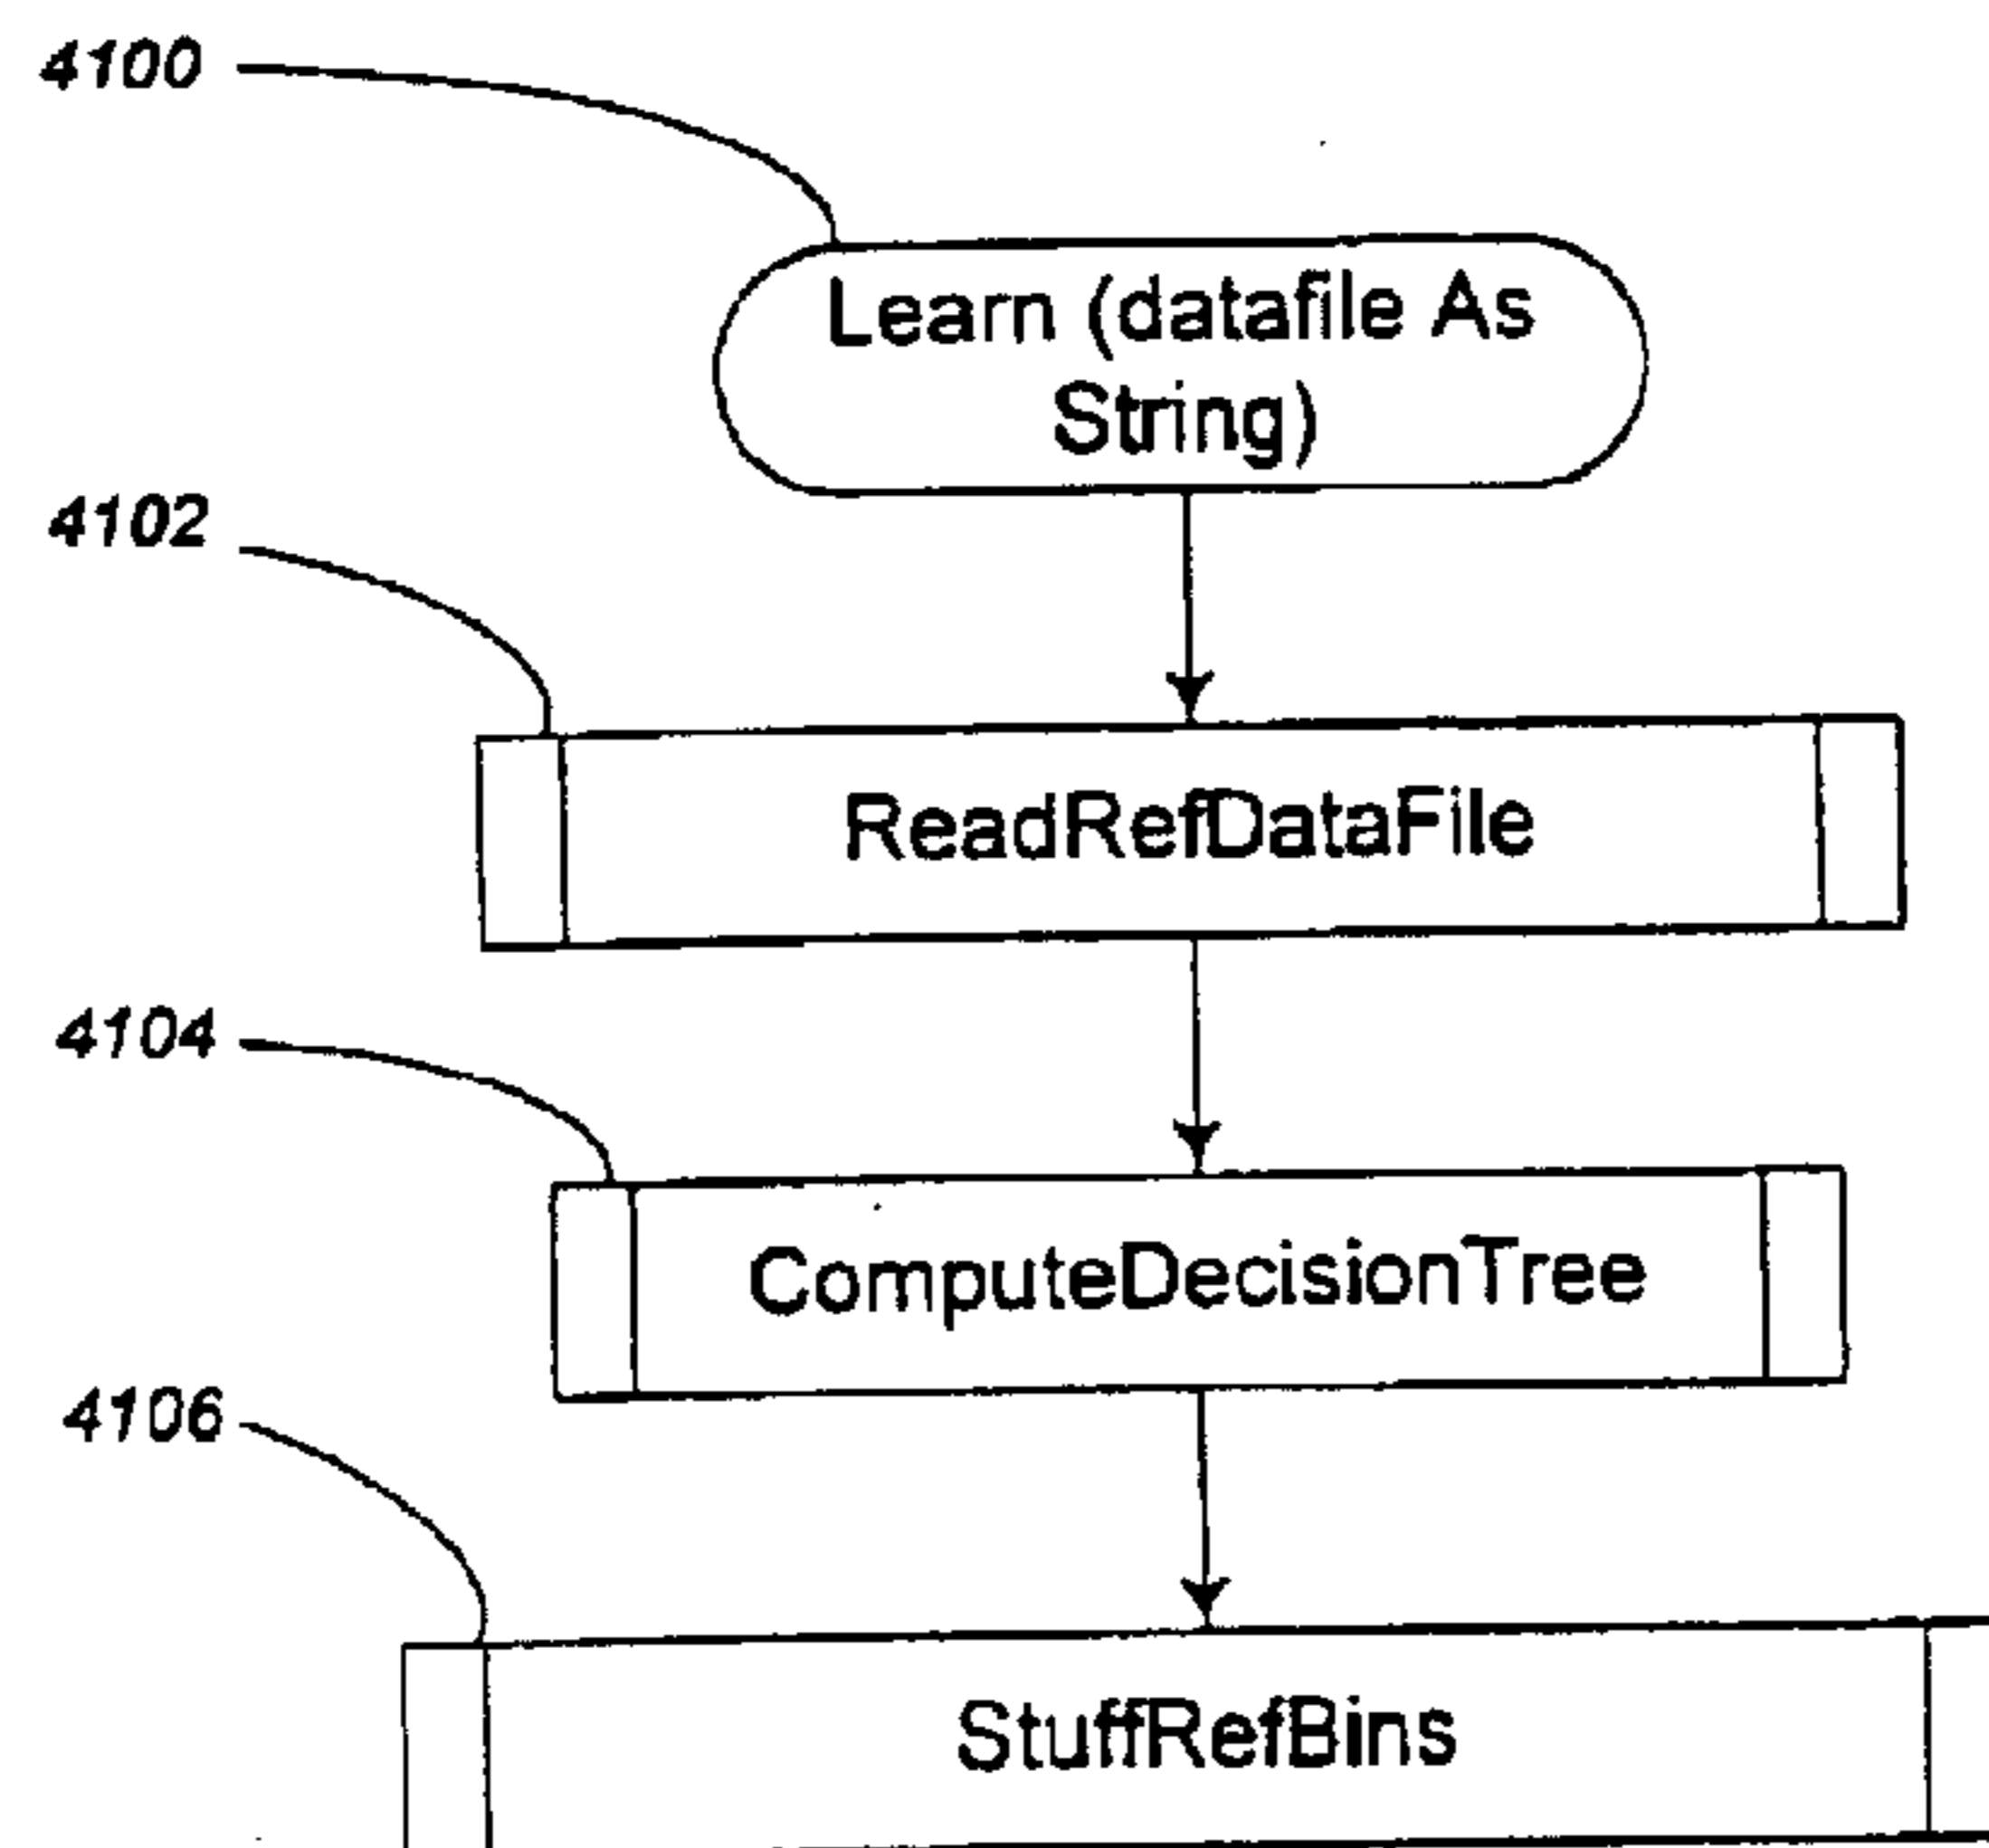 4100
Learn (datafile As
String)
4102
ReadRefDataFile
4104
ComputeDecisionTree
4106
StuffRefBins